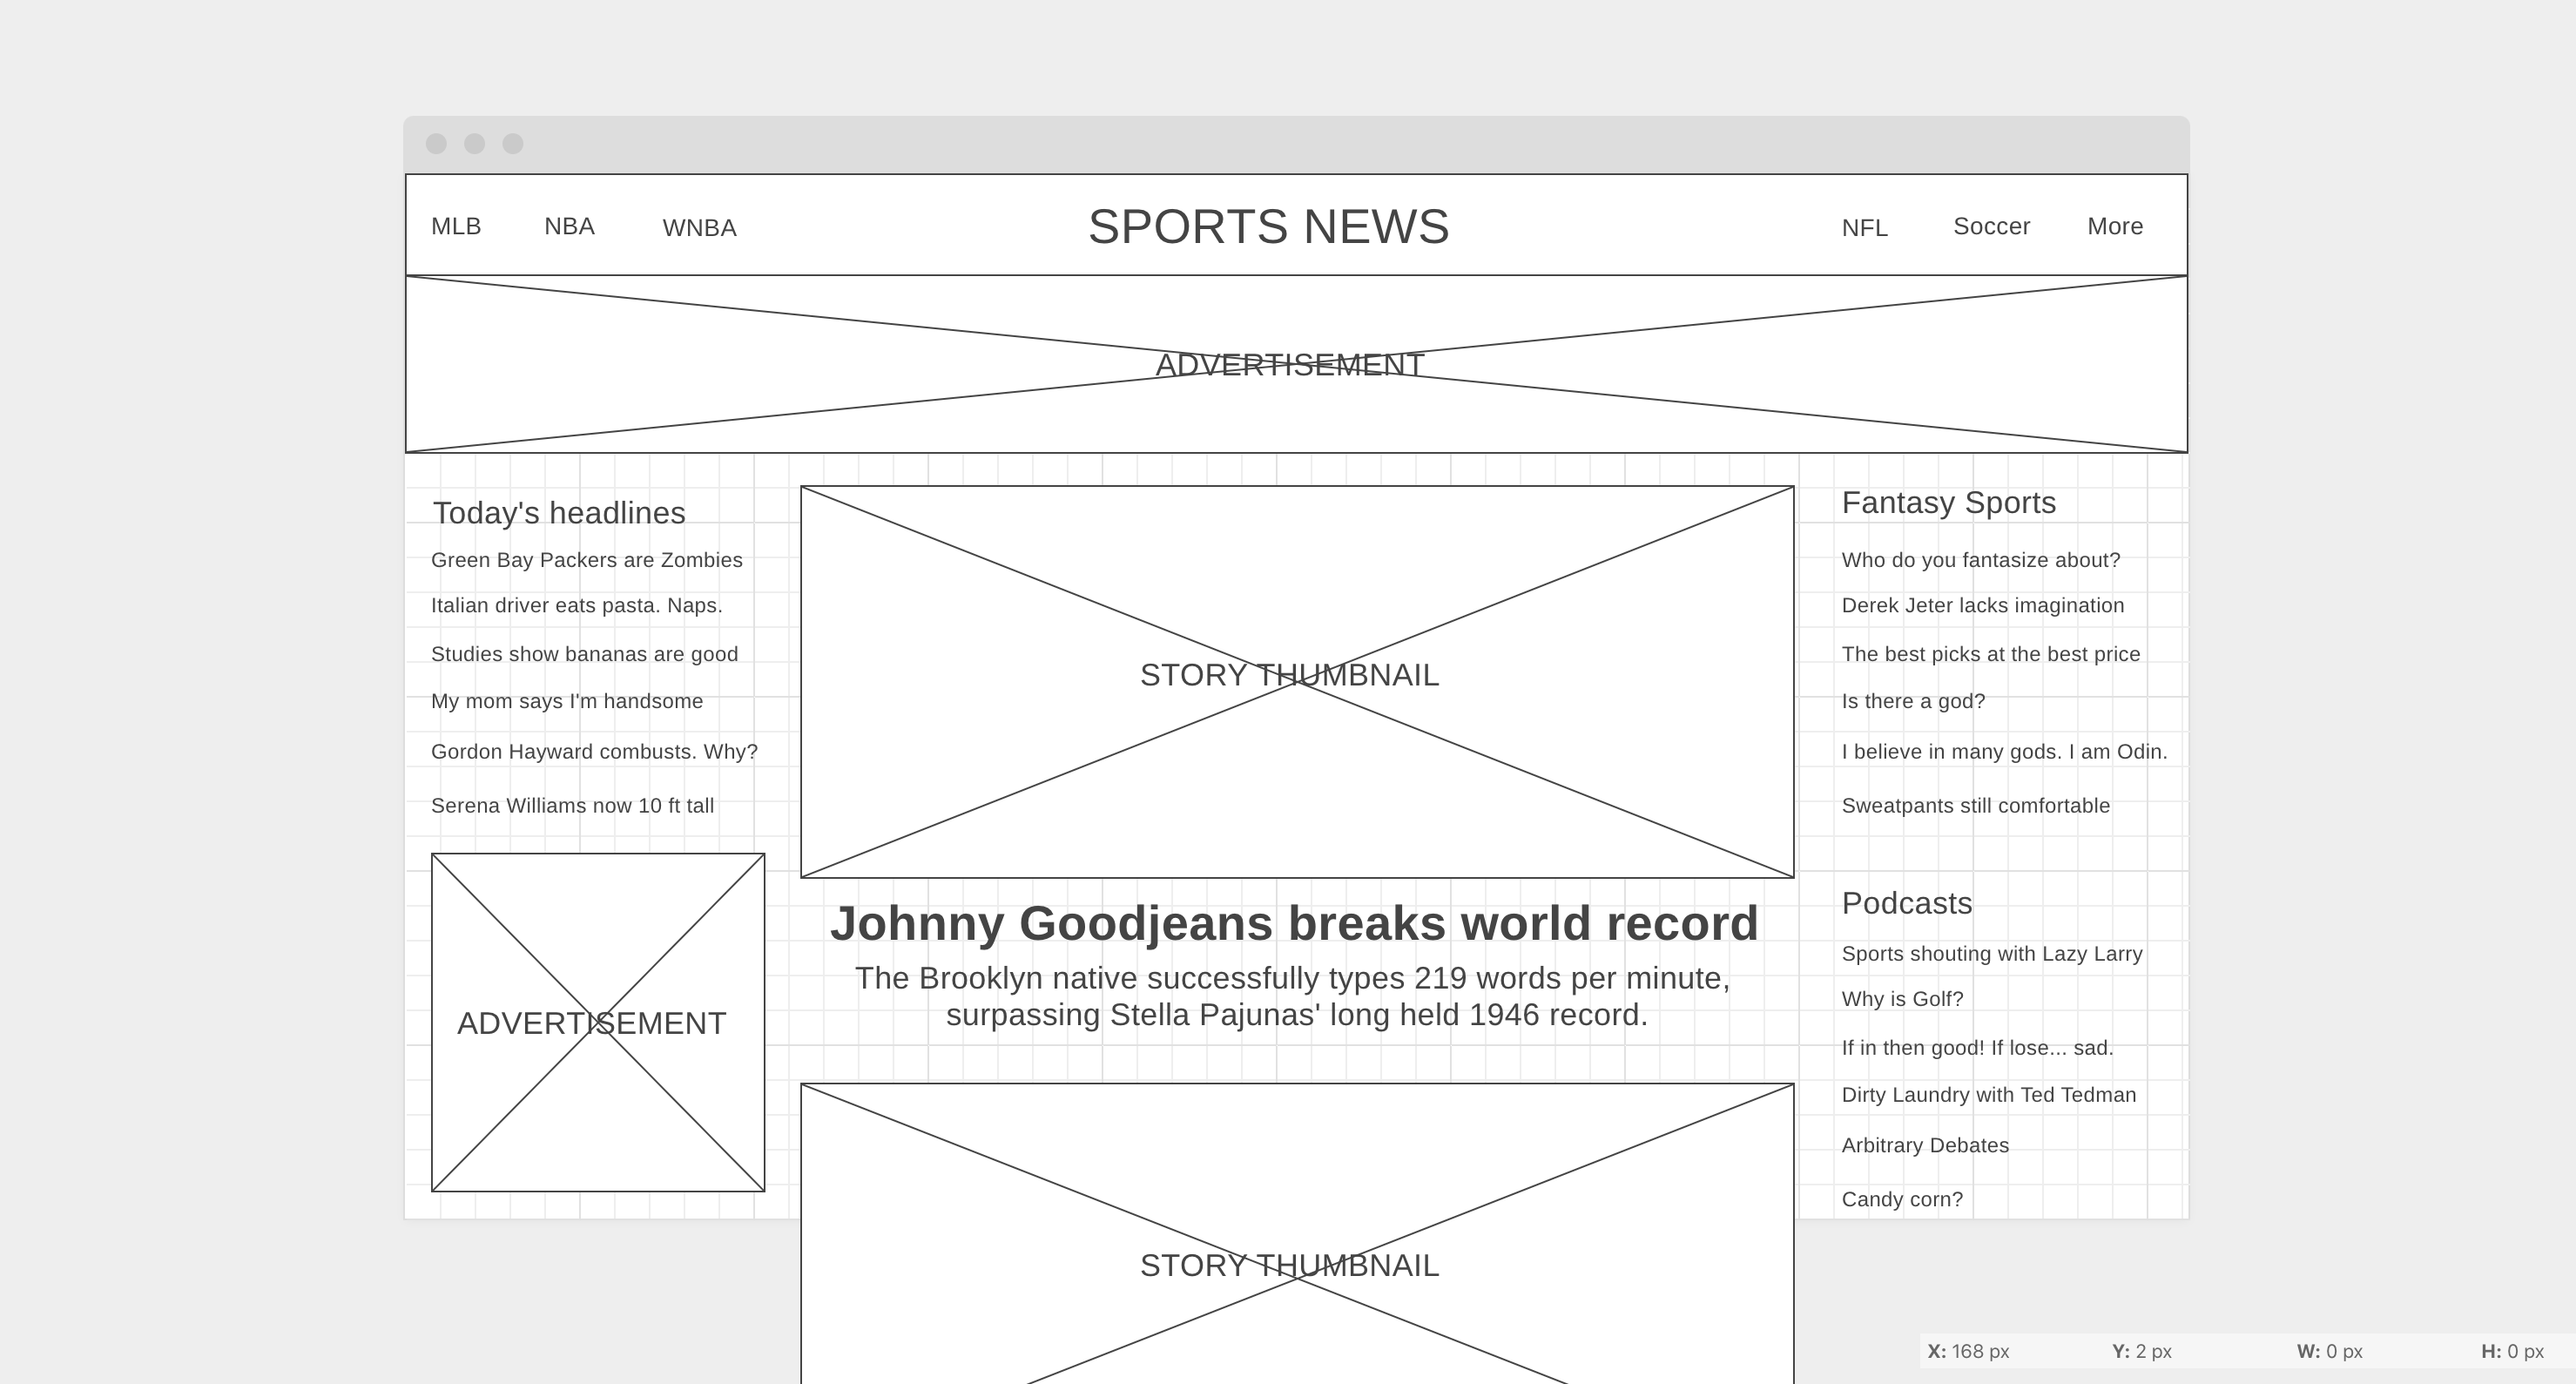 MLB NBA WNBA SPORTS NEWS NFL Soccer More
ADVERTISEMENT
Today's headlines
Green Bay Packers are Zombies
Italian driver eats pasta. Naps.
Studies show bananas are good
My mom says I'm handsome
Gordon Hayward combusts. Why?
Serena Williams now 10 ft tall
ADVERTISEMENT
STORY THUMBNAIL
Johnny Goodjeans breaks world record
The Brooklyn native successfully types 219 words per minute,
surpassing Stella Pajunas' long held 1946 record.
STORY THUMBNAIL
Fantasy Sports
Who do you fantasize about?
Derek Jeter lacks imagination
The best picks at the best price
Is there a god?
I believe in many gods. I am Odin.
Sweatpants still comfortable
Podcasts
Sports shouting with Lazy Larry
Why is Golf?
If in then good! If lose... sad.
Dirty Laundry with Ted Tedman
Arbitrary Debates
Candy corn?
X: 168 px Y: 2 px W: 0 px H: 0 px